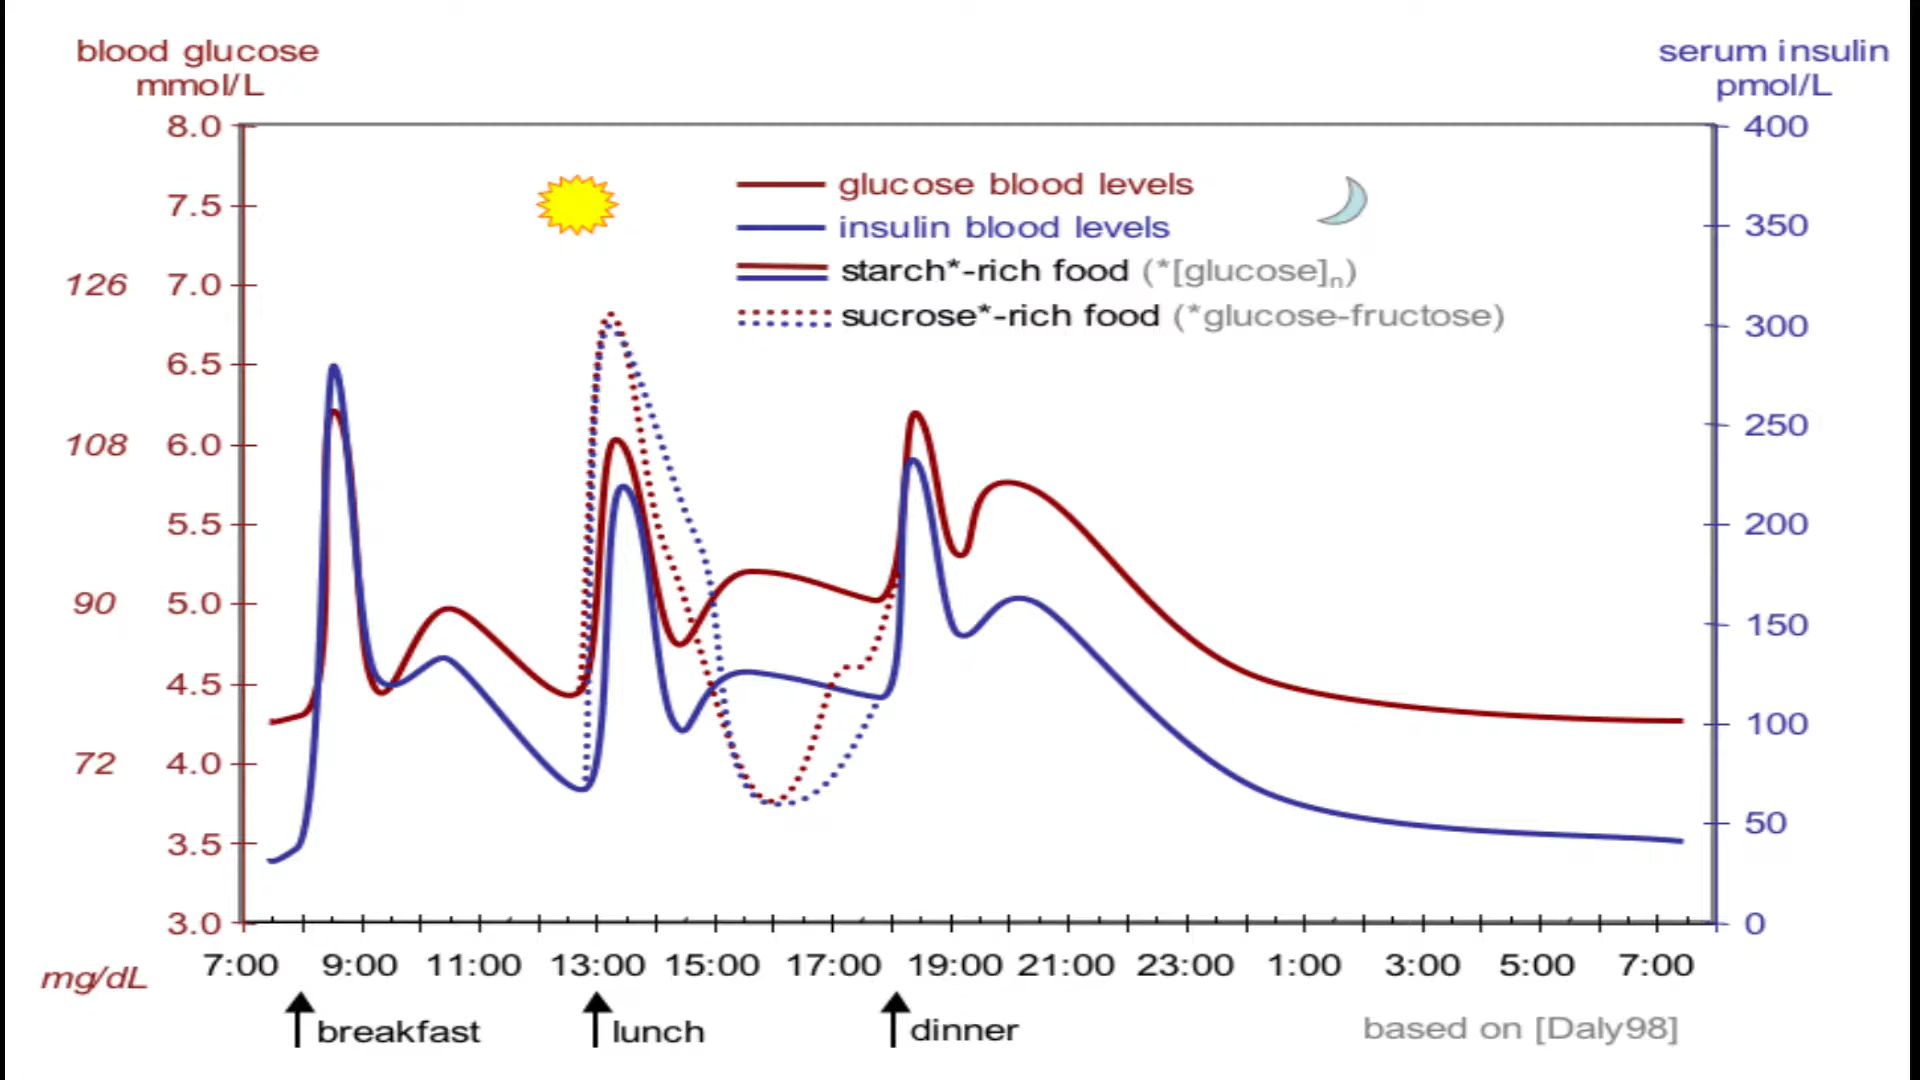 blood glucose
mmol/L
serum insulin
pmol/L
8.0
7.5
126 7.0
6.5
108 6.0
5.5
90 5.0
4.5
72 4.0
3.5
3.0
mg/dL
glucose blood levels
insulin blood levels
starch*-rich food (*[glucose]n)
sucrose*-rich food (*glucose-fructose)
400
350
300
250
200
150
100
50
0
7:00 9:00 11:00 13:00 15:00 17:00 19:00 21:00 23:00 1:00 3:00 5:00 7:00
breakfast lunch dinner
based on [Daly98]